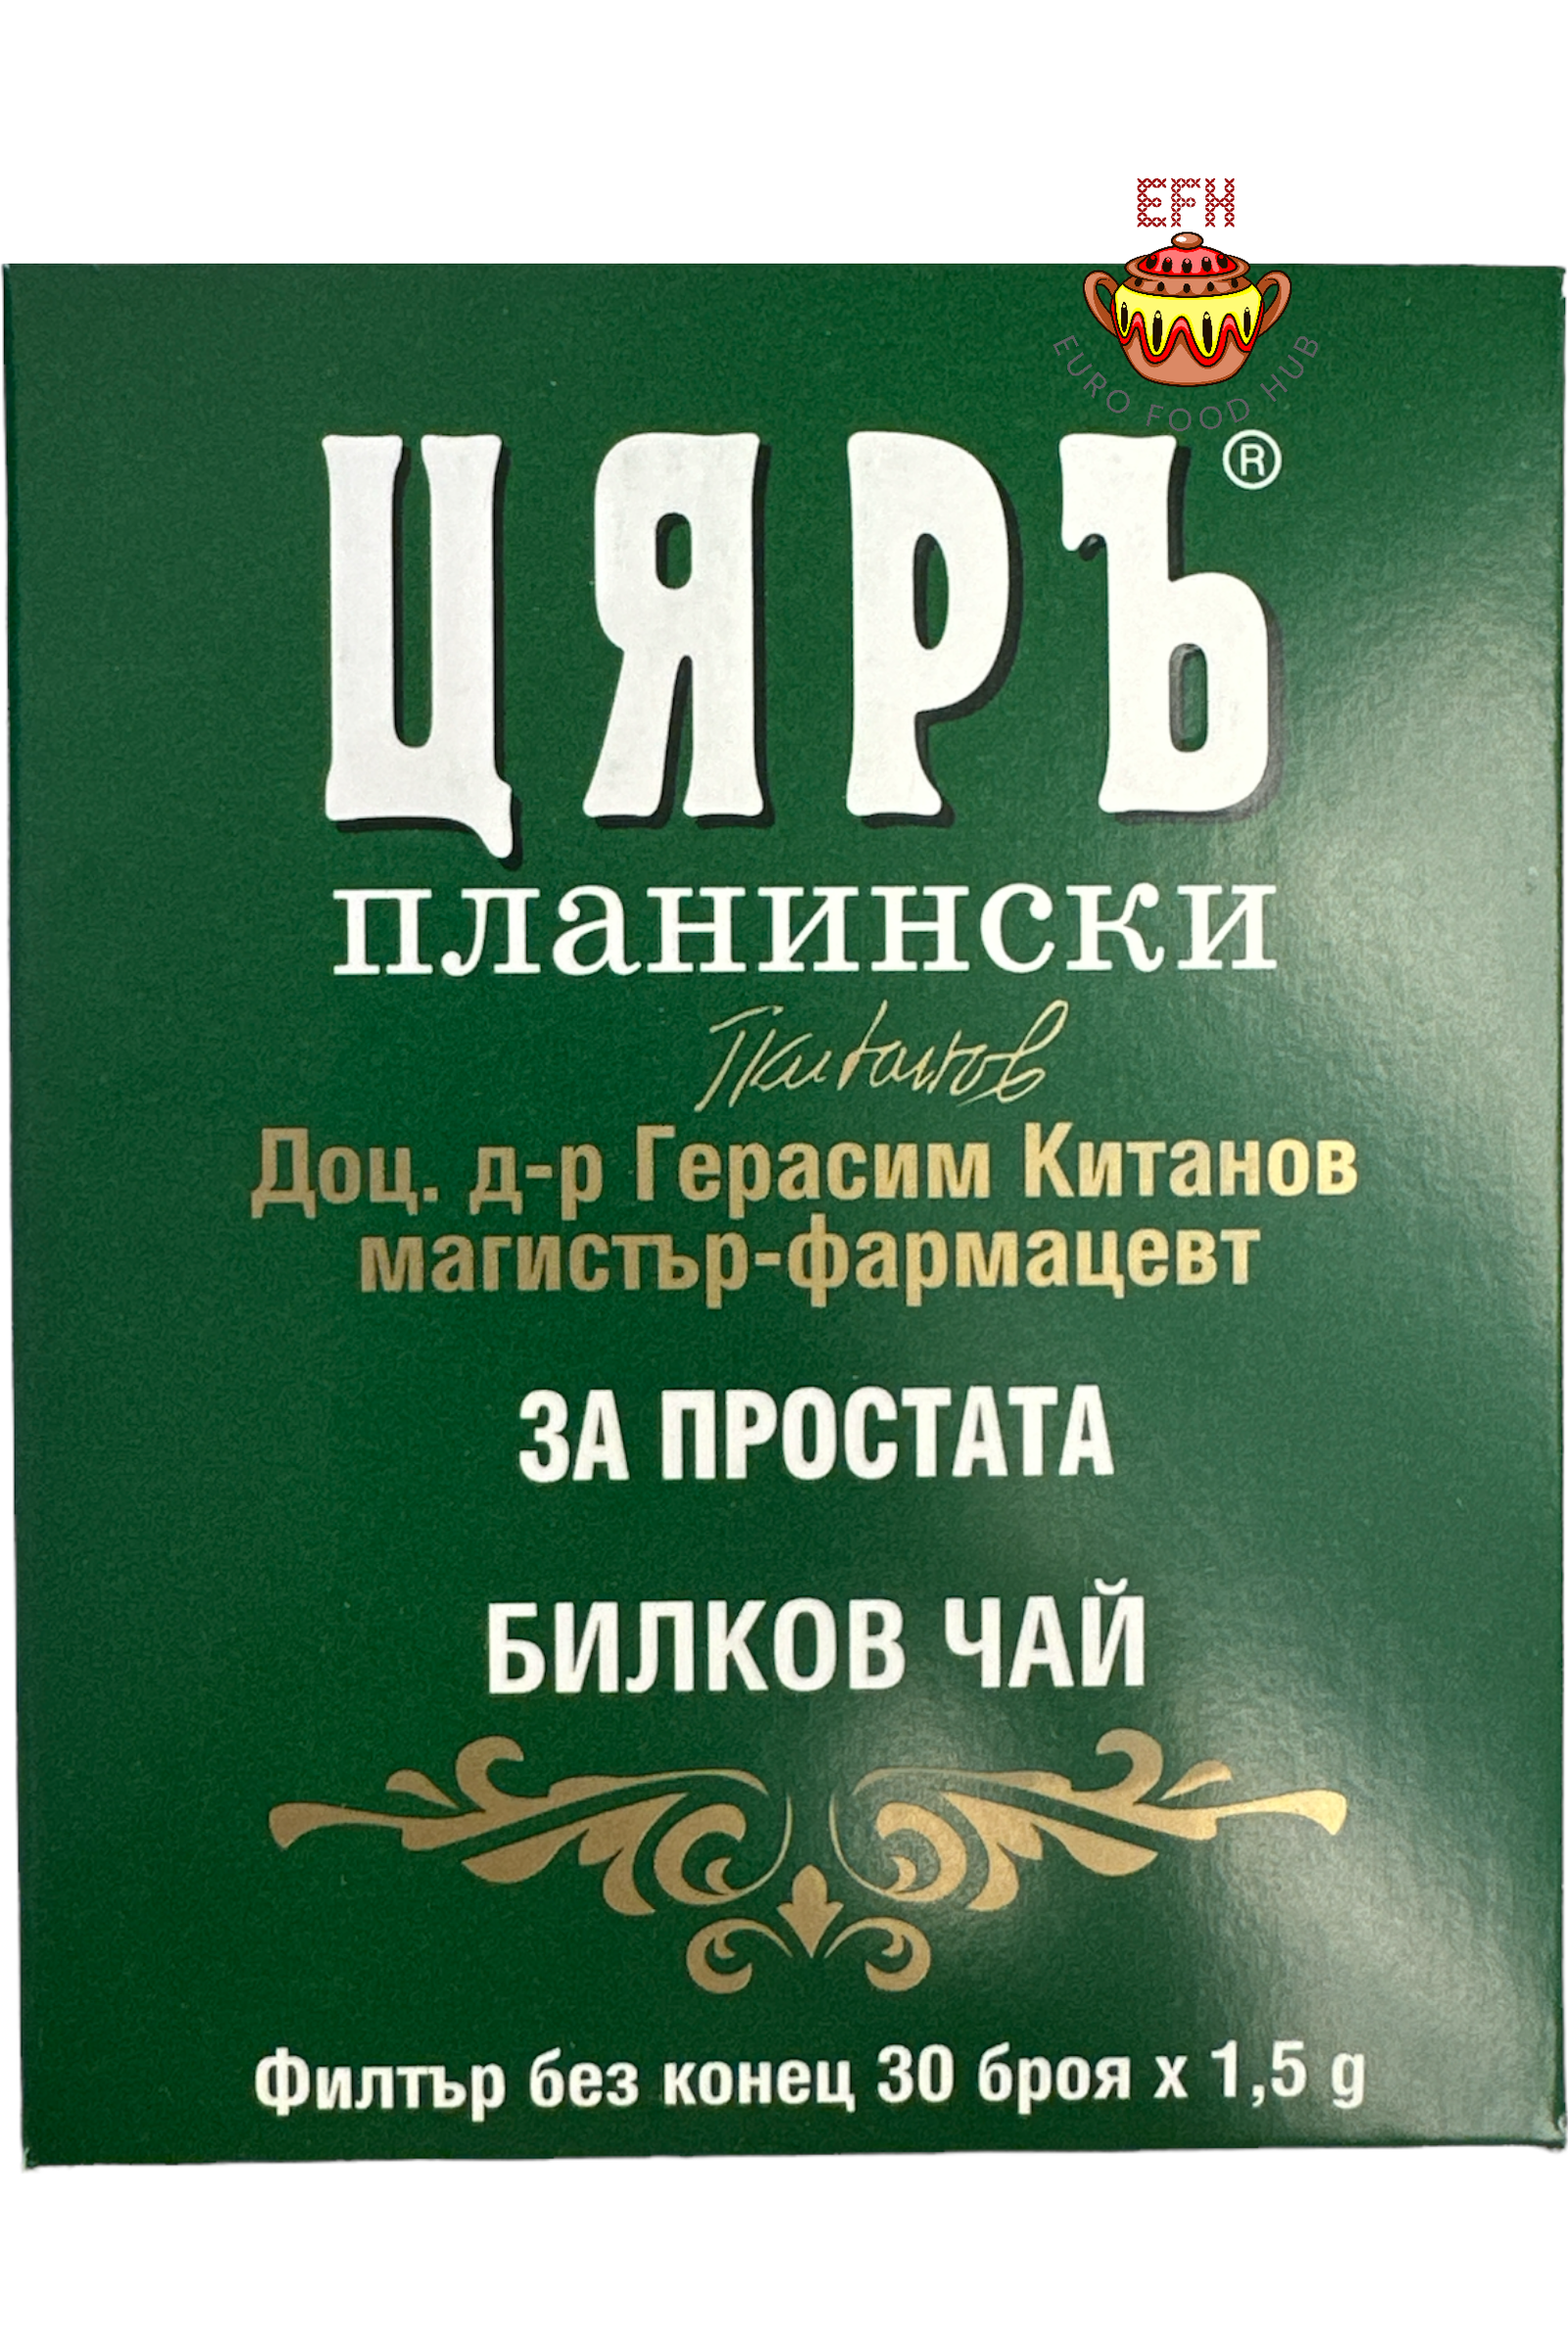 EFH
EURO FOOD HUB
ЦЯРЪ®
планински
ГКитанов
Доц. д-р Герасим Китанов
магистър-фармацевт
ЗА ПРОСТАТА
БИЛКОВ ЧАЙ
Филтър без конец 30 броя х 1,5 g